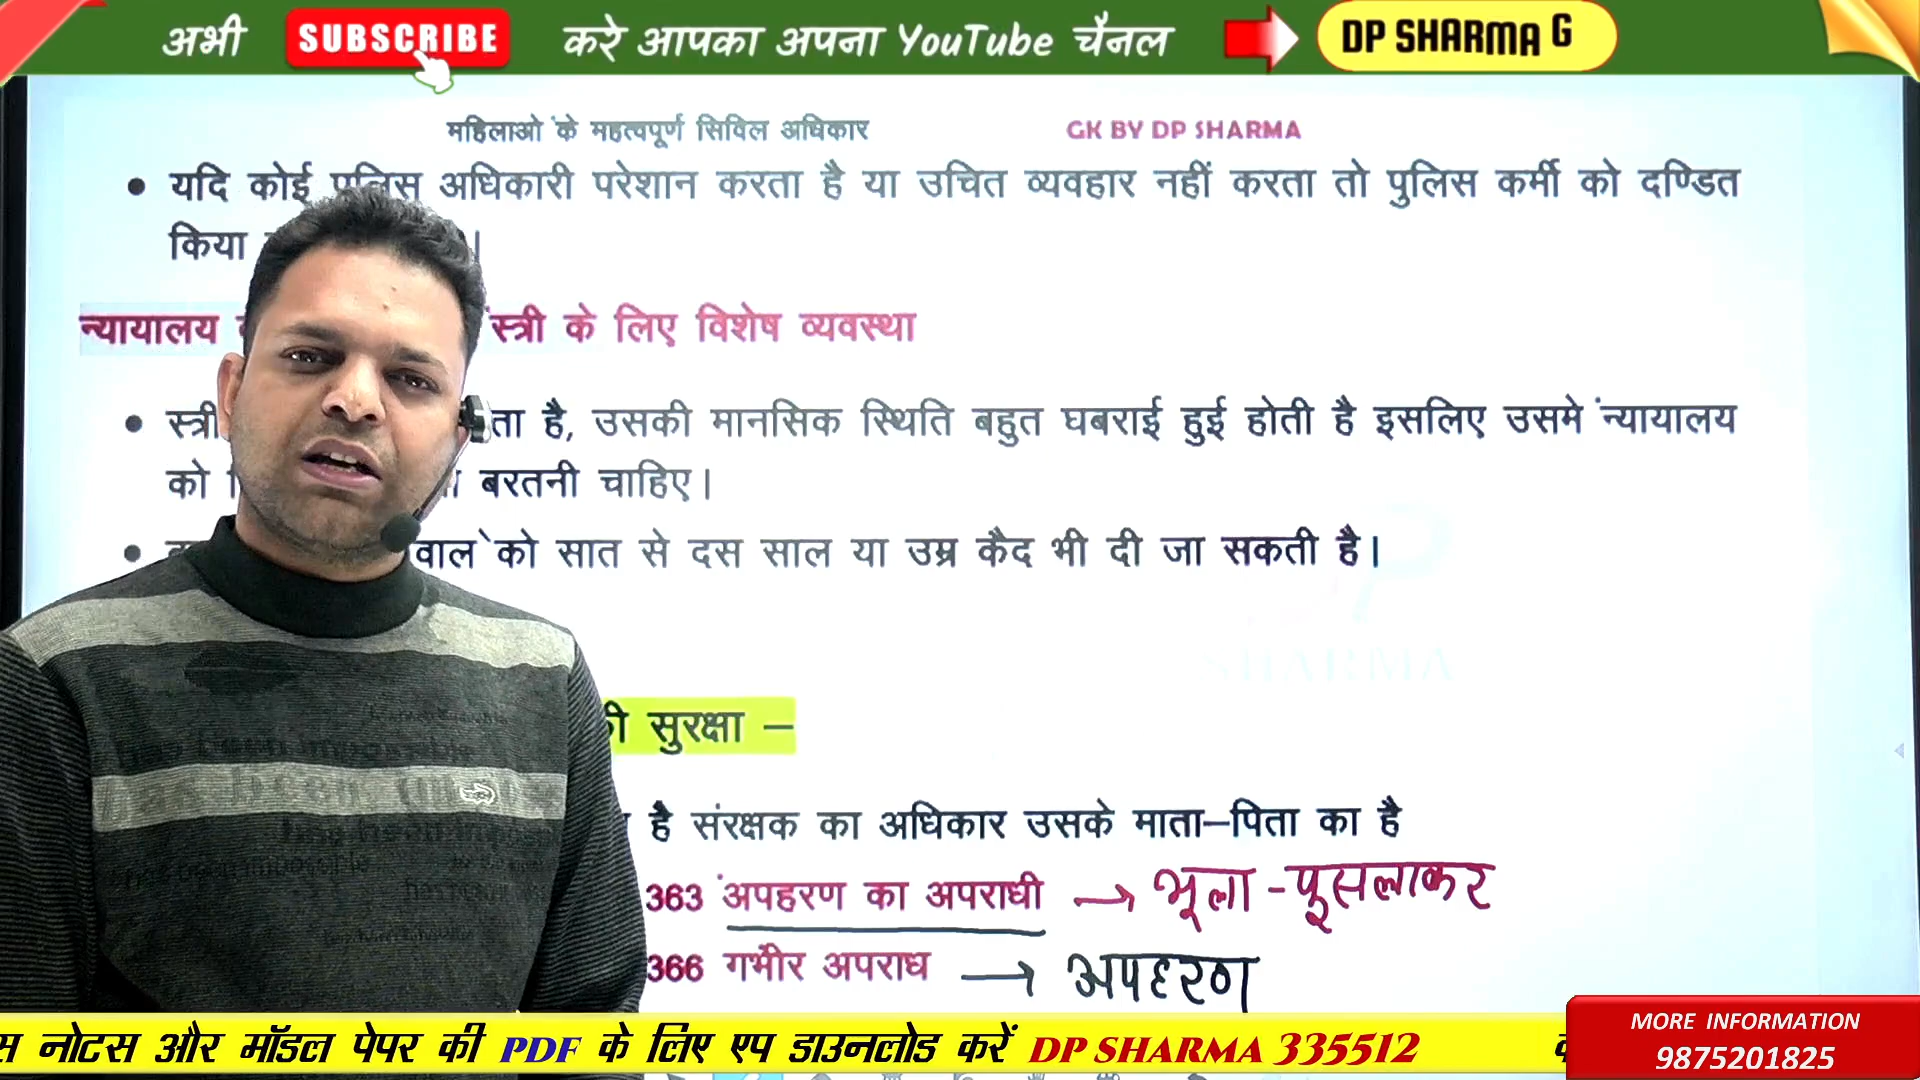 अभी SUBSCRIBE करे आपका अपना YouTube चैनल DP SHARMA G
महिलाओं के महत्वपूर्ण सिविल अधिकार GK BY DP SHARMA
• यदि कोई पुलिस अधिकारी परेशान करता है या उचित व्यवहार नहीं करता तो पुलिस कर्मी को दण्डित
किया
न्यायालय स्त्री के लिए विशेष व्यवस्था
• स्त्री ता है, उसकी मानसिक स्थिति बहुत घबराई हुई होती है इसलिए उसमें न्यायालय
को बरतनी चाहिए।
• वाले को सात से दस साल या उम्र कैद भी दी जा सकती है।
SHARMA
की सुरक्षा –
है संरक्षक का अधिकार उसके माता–पिता का है
363 अपहरण का अपराधी → भूला - पूसलाकर
366 गंभीर अपराध → अपहरण
स नोटस और मॉडल पेपर की PDF के लिए एप डाउनलोड करें DP SHARMA 335512
MORE INFORMATION
9875201825